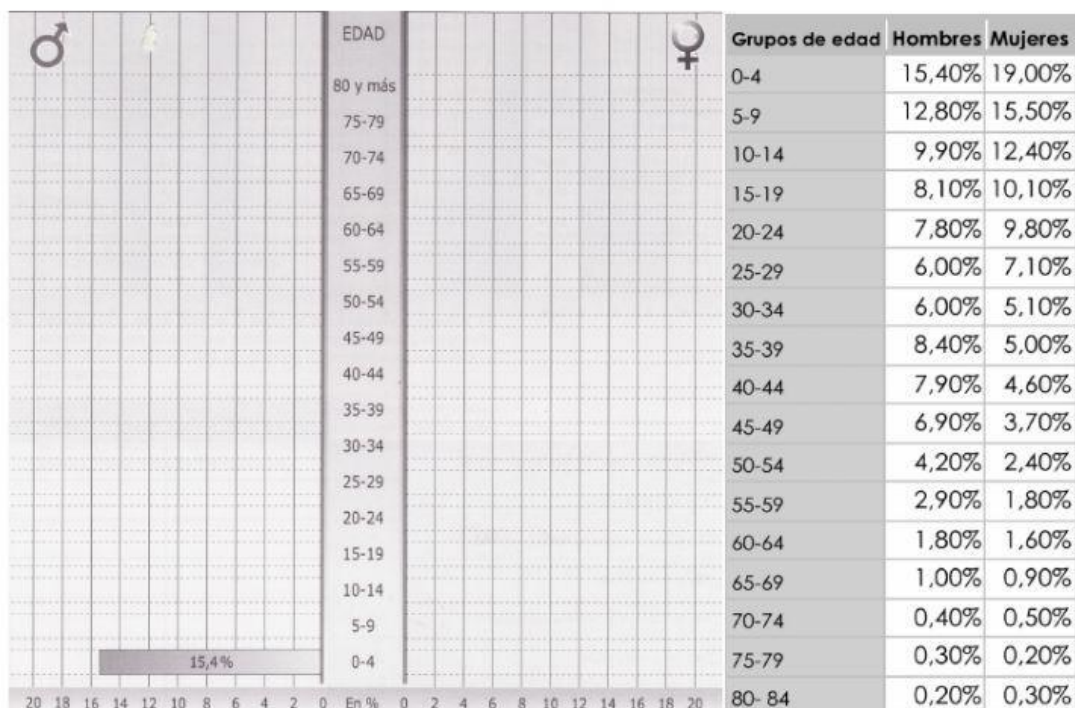 EDAD
80 y más
75-79
70-74
65-69
60-64
55-59
50-54
45-49
40-44
35-39
30-34
25-29
20-24
15-19
10-14
5-9
15,4% 0-4
20 18 16 14 12 10 8 6 4 2 0 En % 0 2 4 6 8 10 12 14 16 18 20
Grupos de edad Hombres Mujeres
0-4 15,40% 19,00%
5-9 12,80% 15,50%
10-14 9,90% 12,40%
15-19 8,10% 10,10%
20-24 7,80% 9,80%
25-29 6,00% 7,10%
30-34 6,00% 5,10%
35-39 8,40% 5,00%
40-44 7,90% 4,60%
45-49 6,90% 3,70%
50-54 4,20% 2,40%
55-59 2,90% 1,80%
60-64 1,80% 1,60%
65-69 1,00% 0,90%
70-74 0,40% 0,50%
75-79 0,30% 0,20%
80- 84 0,20% 0,30%